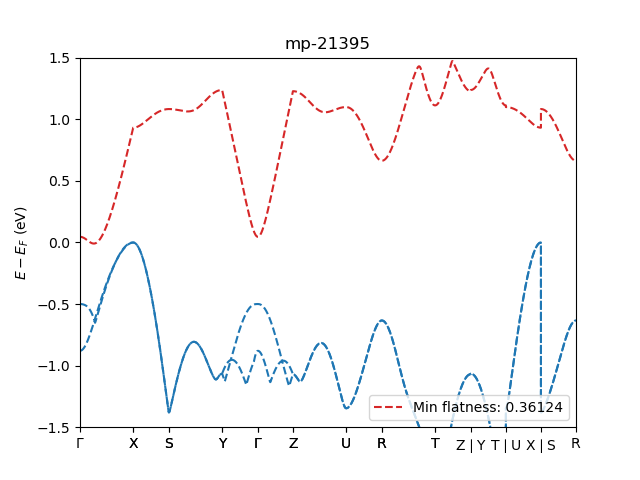 mp-21395
E − E_F (eV)
1.5
1.0
0.5
0.0
−0.5
−1.0
−1.5
Min flatness: 0.36124
Γ X S Y Γ Z U R T Z|Y T|U X|S R